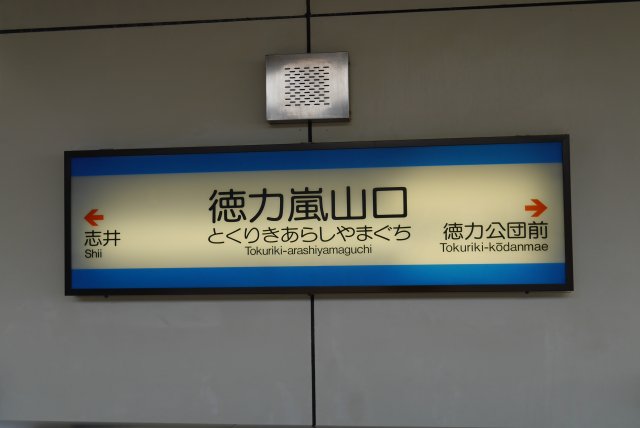 徳力嵐山口
とくりきあらしやまぐち
Tokuriki-arashiyamaguchi
志井
Shii
徳力公団前
Tokuriki-kōdanmae